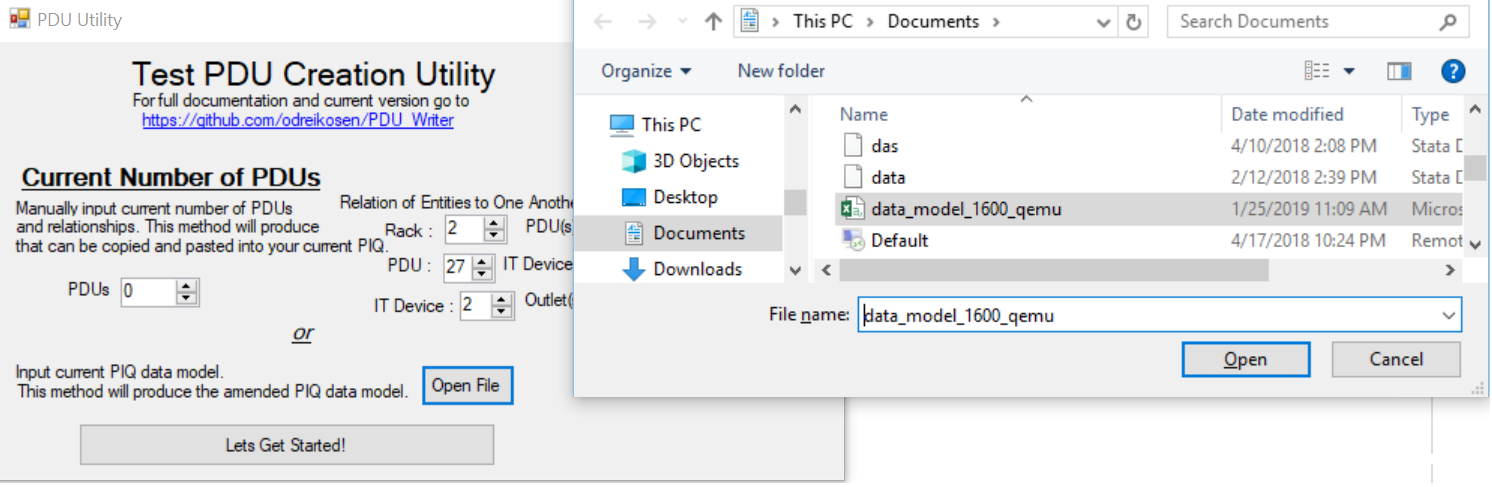 PDU Utility
Test PDU Creation Utility
For full documentation and current version go to
https://github.com/odreikosen/PDU_Writer
Current Number of PDUs
Manually input current number of PDUs
and relationships. This method will produce
that can be copied and pasted into your current PIQ.
PDUs 0
Relation of Entities to One Anothe
Rack : 2 PDU(s
PDU : 27 IT Device
IT Device : 2 Outlet(
or
Input current PIQ data model.
This method will produce the amended PIQ data model.
Open File
Lets Get Started!
This PC > Documents >
Search Documents
Organize
New folder
This PC
3D Objects
Desktop
Documents
Downloads
Name Date modified Type
das 4/10/2018 2:08 PM Stata D
data 2/12/2018 2:39 PM Stata D
data_model_1600_qemu 1/25/2019 11:09 AM Micros
Default 4/17/2018 10:24 PM Remot
File name: data_model_1600_qemu
Open
Cancel